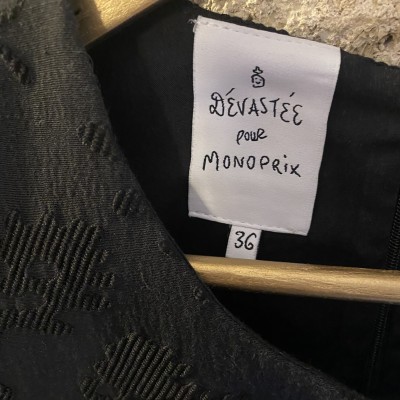 DÉVASTÉE
pour
MONOPRIX
36